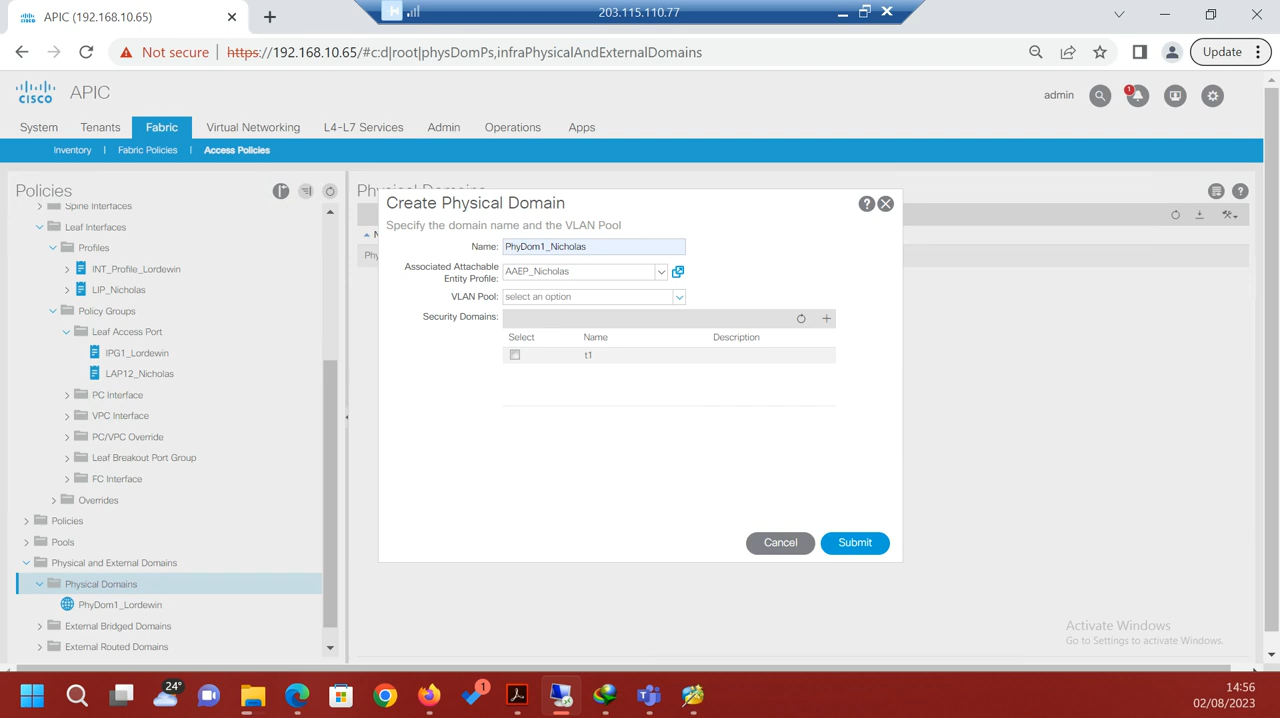 APIC (192.168.10.65)
203.115.110.77
Not secure
https://192.168.10.65/#c:d|root|physDomPs,infraPhysicalAndExternalDomains
Update
CISCO
APIC
admin
1
System
Tenants
Fabric
Virtual Networking
L4-L7 Services
Admin
Operations
Apps
Inventory | Fabric Policies | Access Policies
Policies
Spine Interfaces
Leaf Interfaces
Profiles
INT_Profile_Lordewin
LIP_Nicholas
Policy Groups
Leaf Access Port
IPG1_Lordewin
LAP12_Nicholas
PC Interface
VPC Interface
PC/VPC Override
Leaf Breakout Port Group
FC Interface
Overrides
Policies
Pools
Physical and External Domains
Physical Domains
PhyDom1_Lordewin
External Bridged Domains
External Routed Domains
Create Physical Domain
Specify the domain name and the VLAN Pool
Name: PhyDom1_Nicholas
Associated Attachable
Entity Profile: AAEP_Nicholas
VLAN Pool: select an option
Security Domains:
Select Name Description
t1
Cancel
Submit
Activate Windows
Go to Settings to activate Windows.
24°
1
14:56
02/08/2023